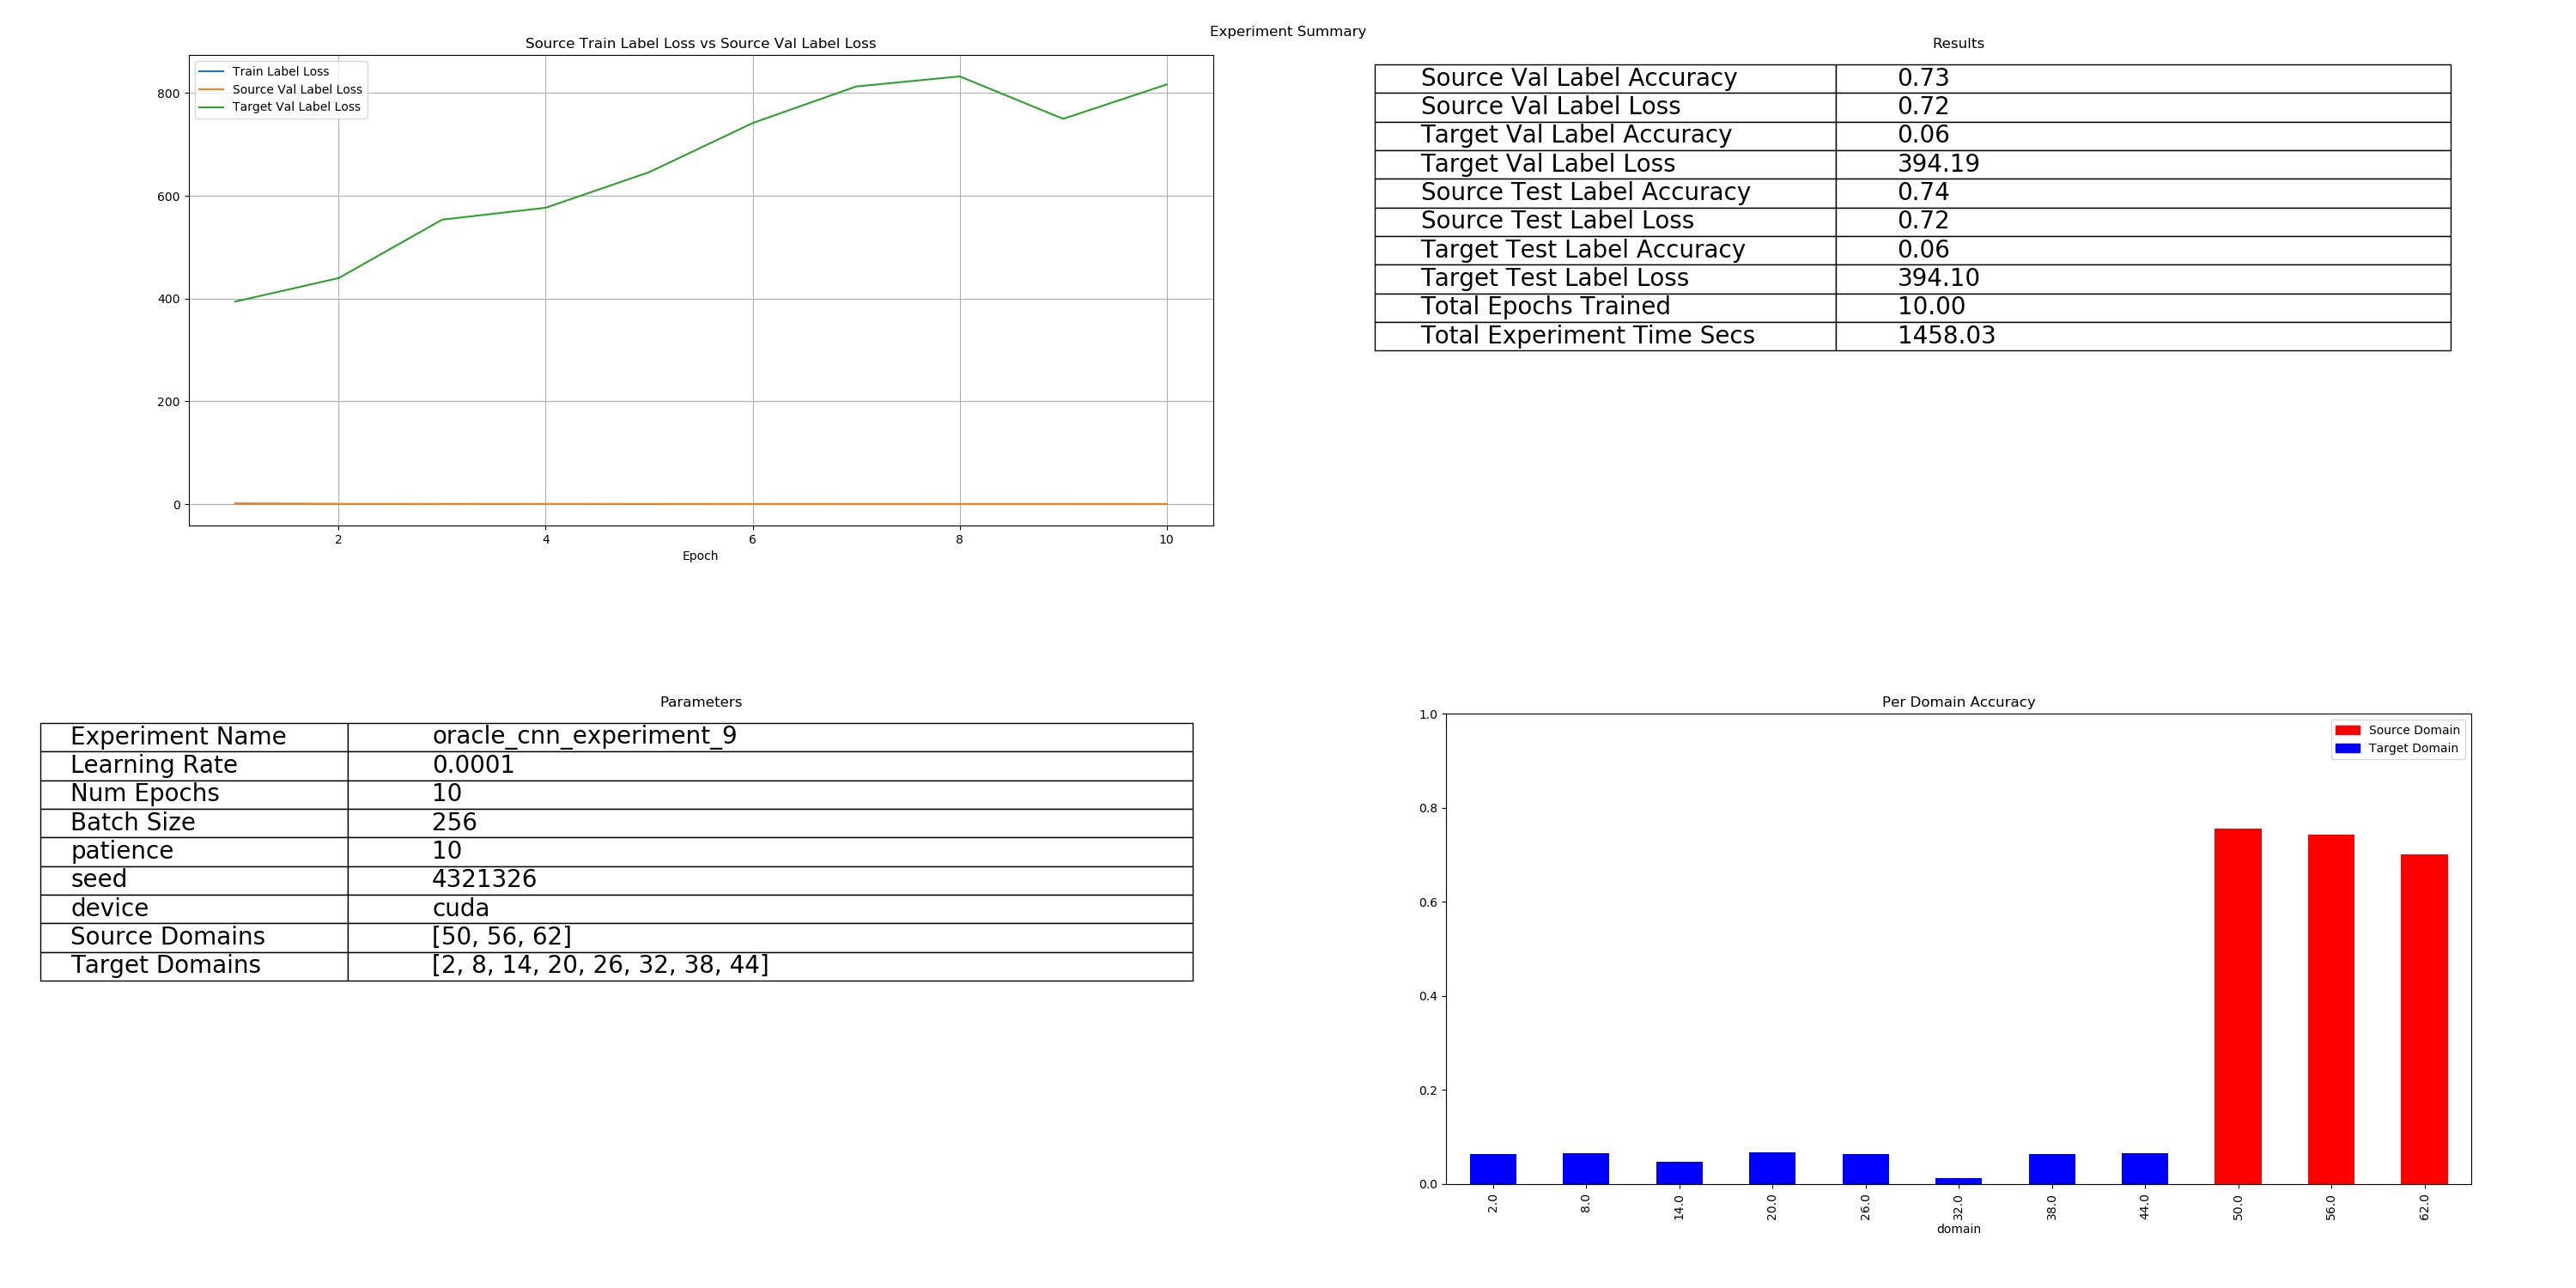 Experiment Summary
Source Train Label Loss vs Source Val Label Loss
Train Label Loss
Source Val Label Loss
Target Val Label Loss
800
600
400
200
0
2 4 6 8 10
Epoch
Results
Source Val Label Accuracy 0.73
Source Val Label Loss 0.72
Target Val Label Accuracy 0.06
Target Val Label Loss 394.19
Source Test Label Accuracy 0.74
Source Test Label Loss 0.72
Target Test Label Accuracy 0.06
Target Test Label Loss 394.10
Total Epochs Trained 10.00
Total Experiment Time Secs 1458.03
Parameters
Experiment Name oracle_cnn_experiment_9
Learning Rate 0.0001
Num Epochs 10
Batch Size 256
patience 10
seed 4321326
device cuda
Source Domains [50, 56, 62]
Target Domains [2, 8, 14, 20, 26, 32, 38, 44]
Per Domain Accuracy
Source Domain
Target Domain
1.0
0.8
0.6
0.4
0.2
0.0
2.0 8.0 14.0 20.0 26.0 32.0 38.0 44.0 50.0 56.0 62.0
domain